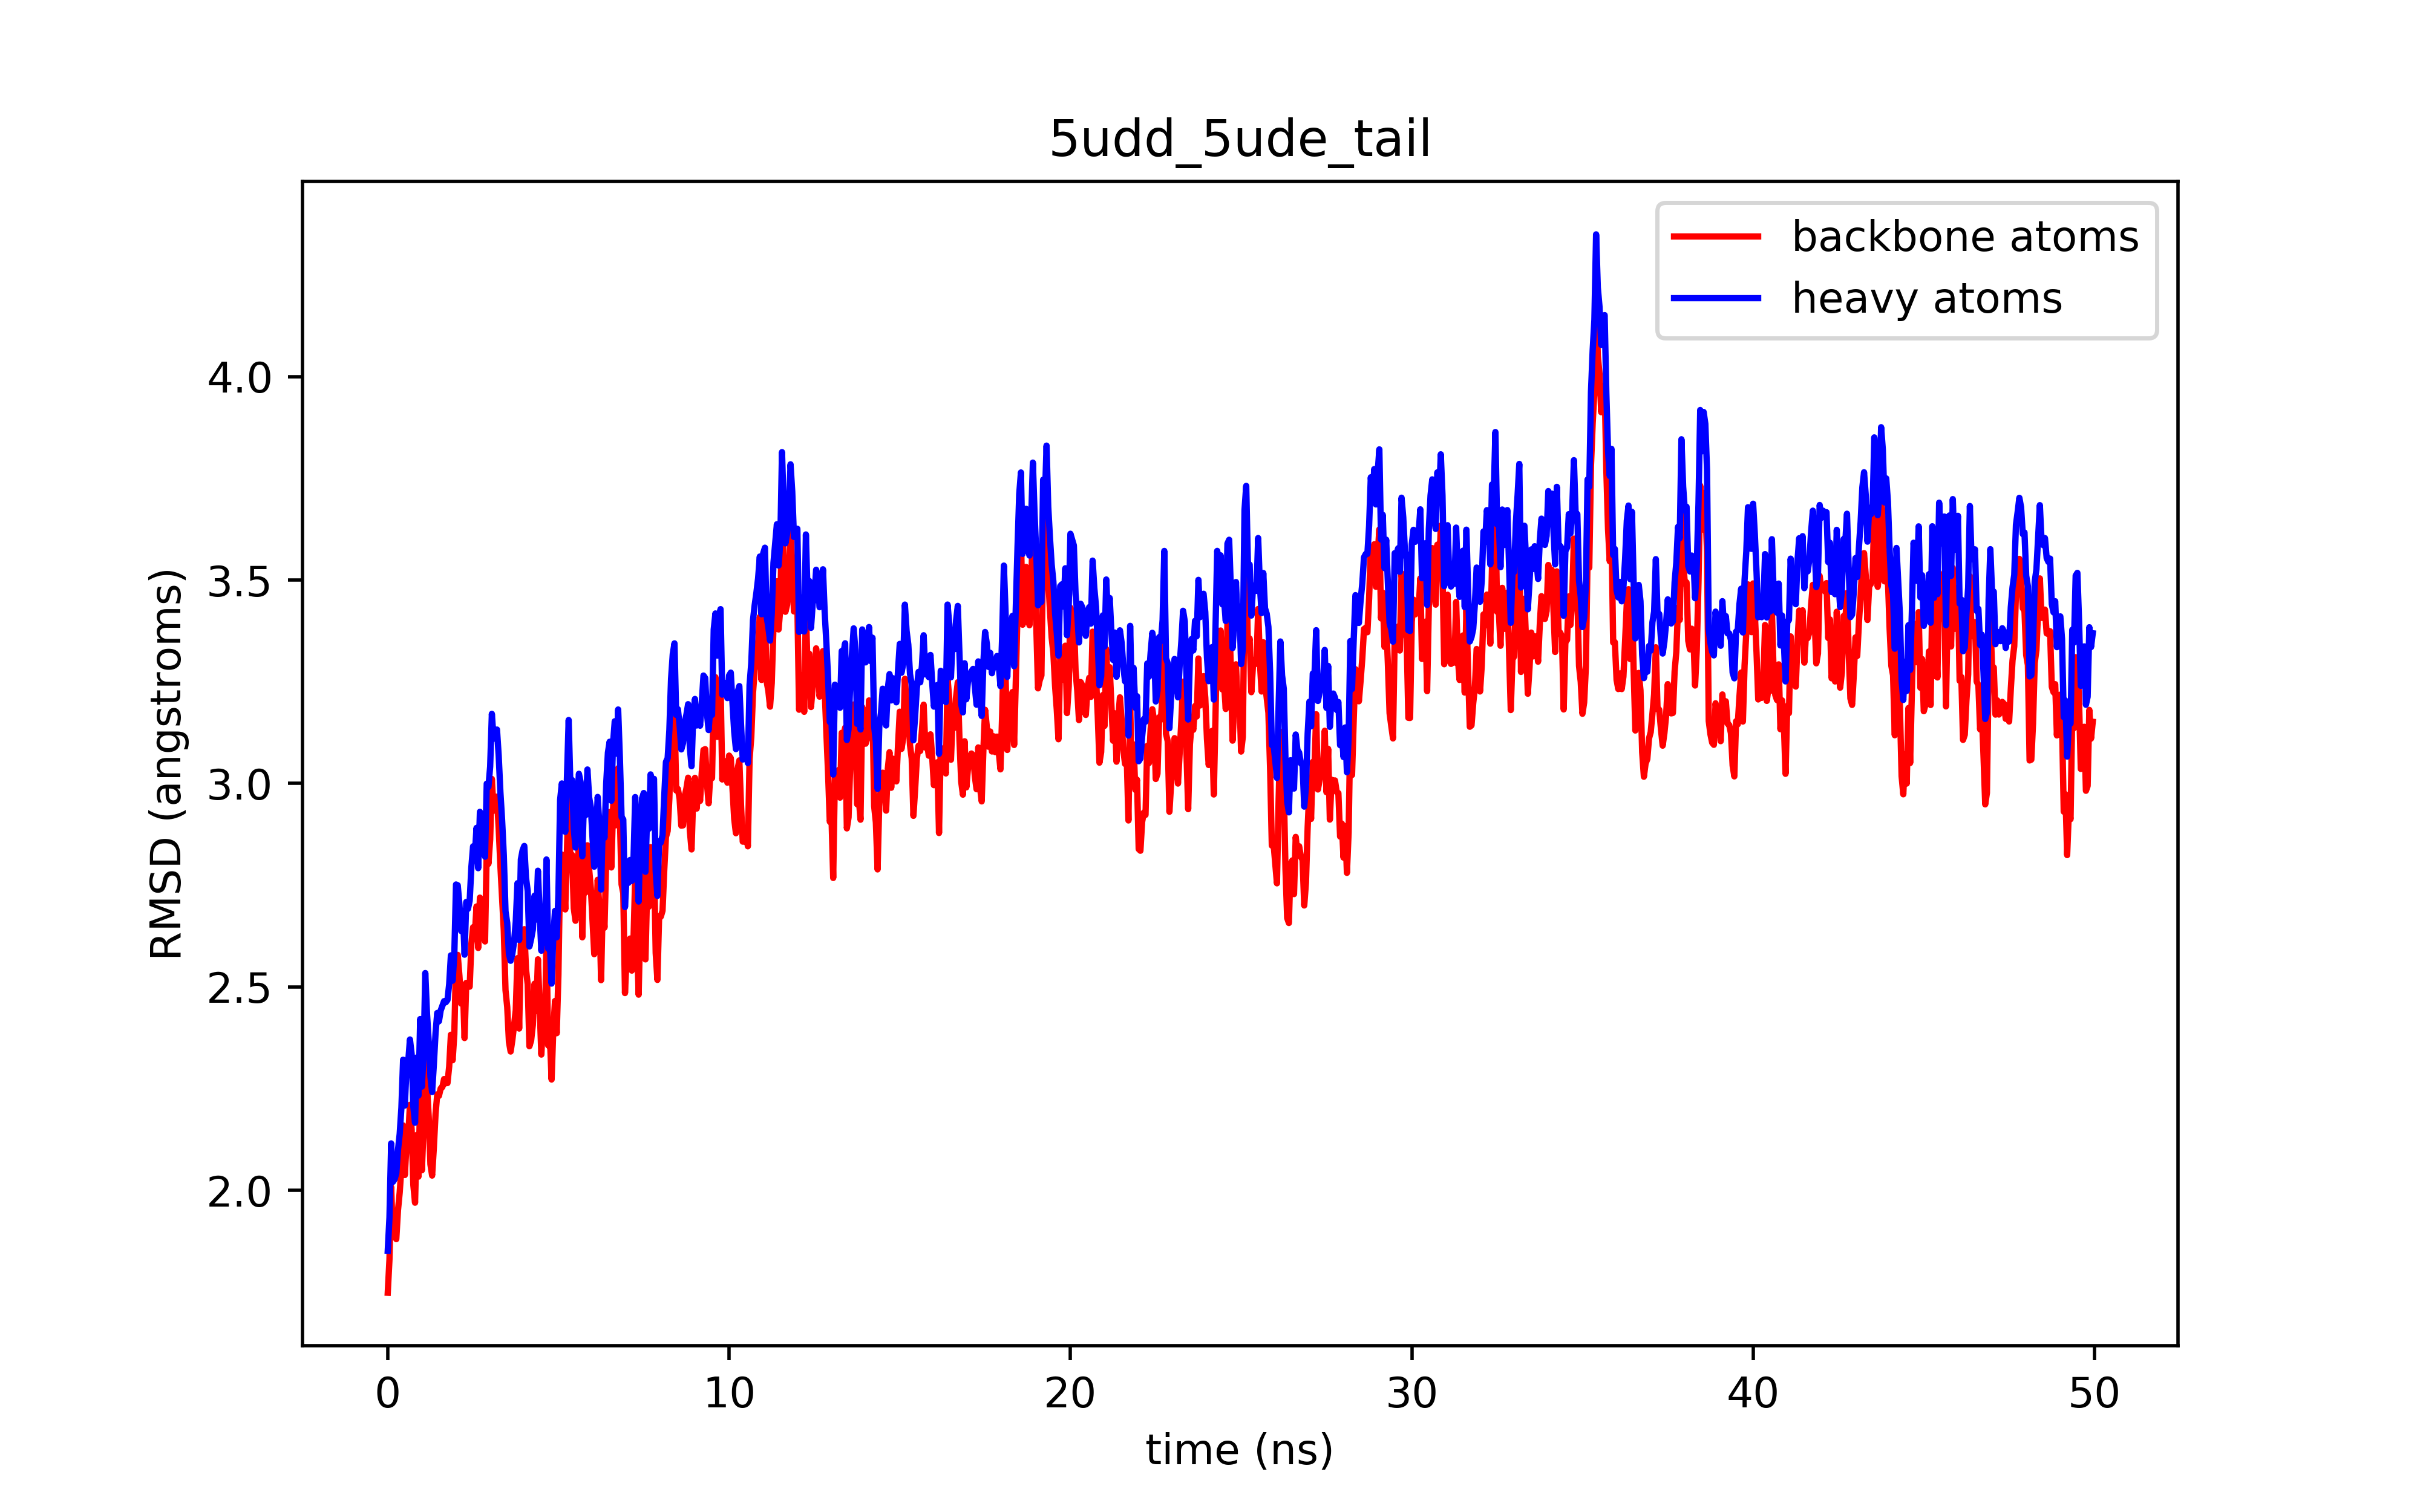 5udd_5ude_tail
backbone atoms
heavy atoms
RMSD (angstroms)
4.0
3.5
3.0
2.5
2.0
0
10
20
30
40
50
time (ns)